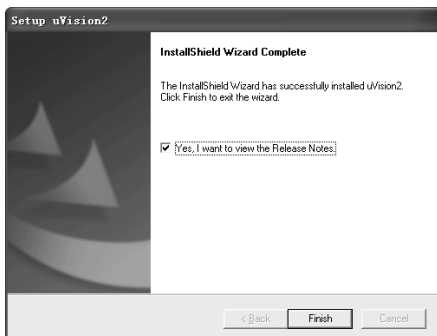 Setup uVision2
InstallShield Wizard Complete
The InstallShield Wizard has successfully installed uVision2.
Click Finish to exit the wizard.
Yes, I want to view the Release Notes.
< Back Finish Cancel